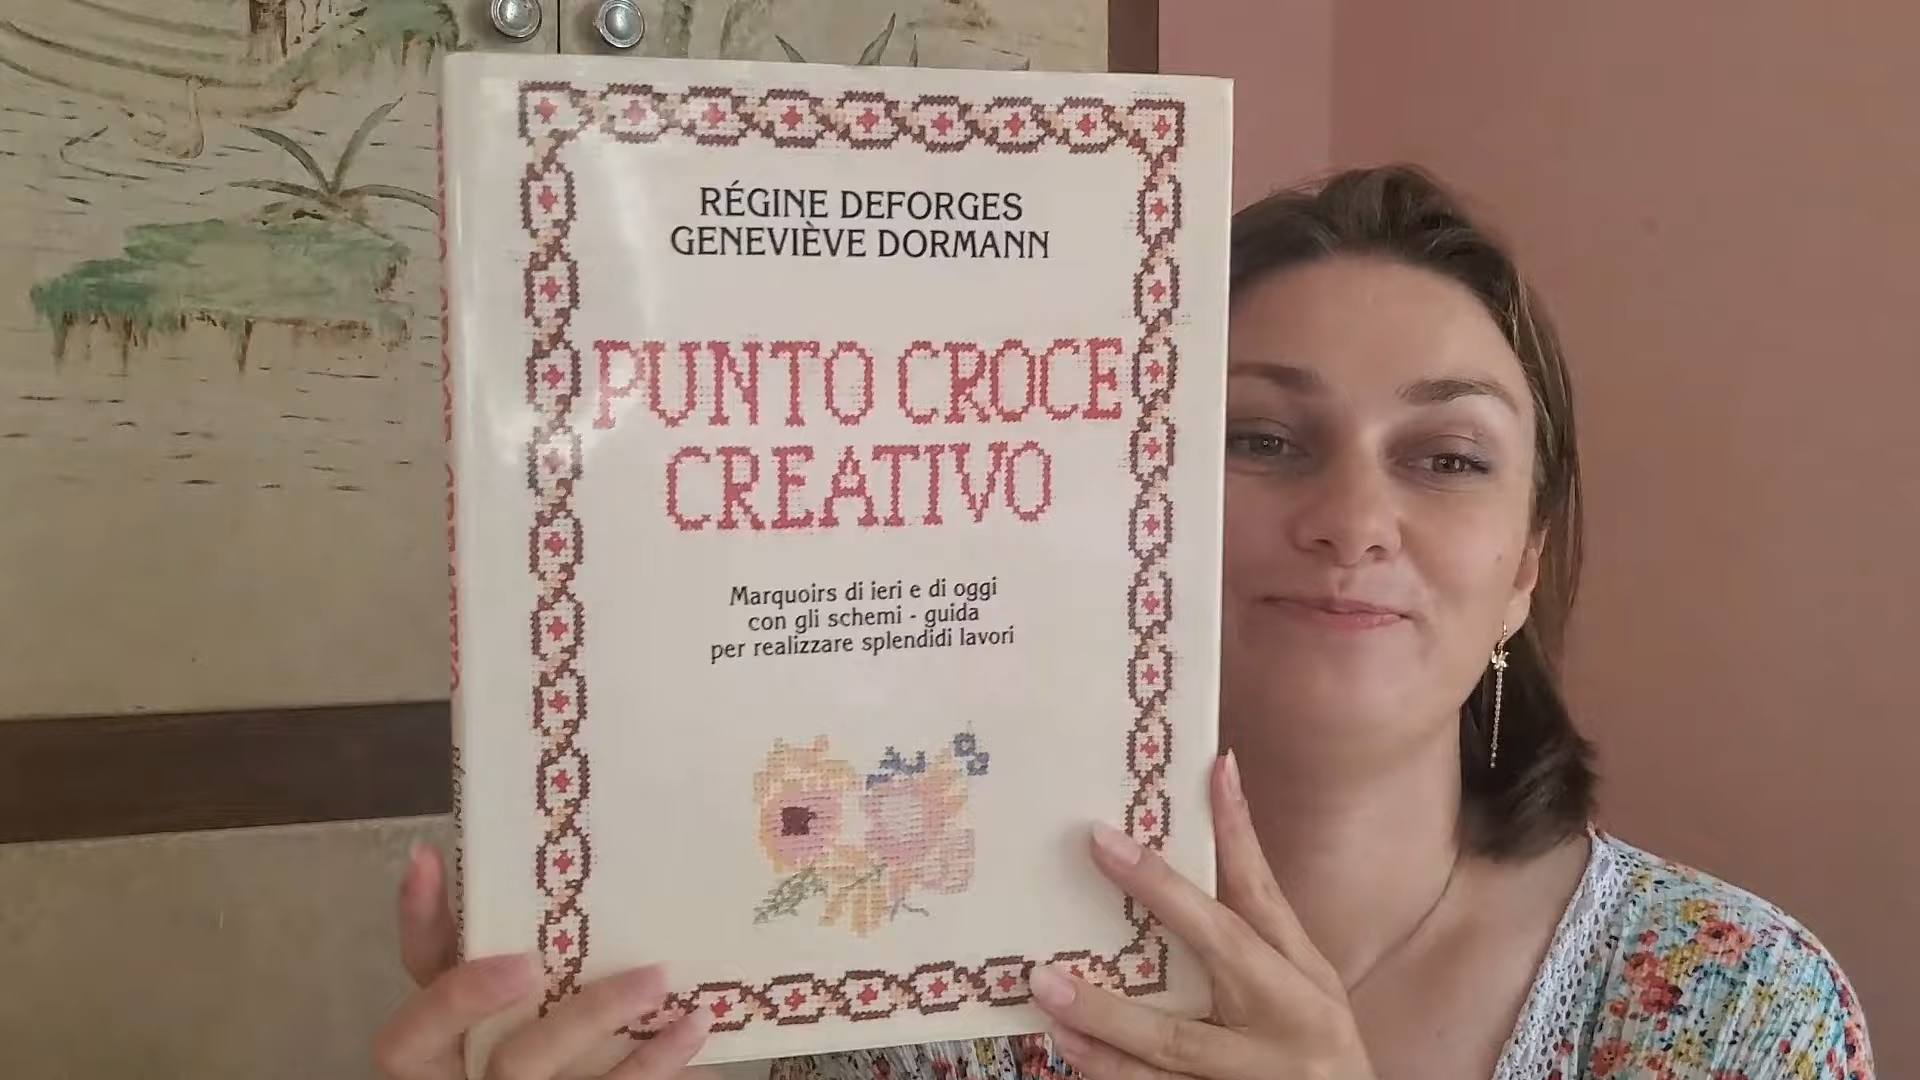 RÉGINE DEFORGES
GENEVIÈVE DORMANN
PUNTO CROCE
CREATIVO
Marquoirs di ieri e di oggi
con gli schemi - guida
per realizzare splendidi lavori